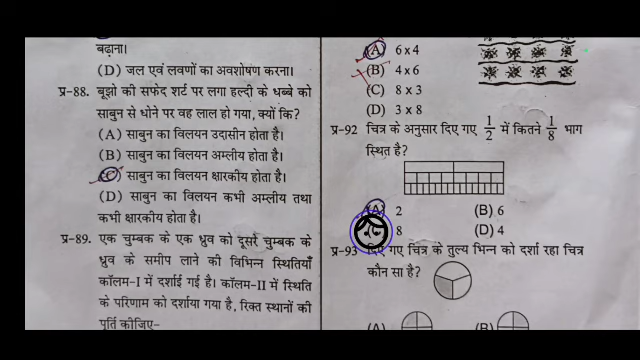 बढ़ाना।
(D) जल एवं लवणों का अवशोषण करना।
प्र-88. बूझो की सफेद शर्ट पर लगा हल्दी के धब्बे को
साबुन से धोने पर वह लाल हो गया, क्यों कि?
(A) साबुन का विलयन उदासीन होता है।
(B) साबुन का विलयन अम्लीय होता है।
(C) साबुन का विलयन क्षारकीय होता है।
(D) साबुन का विलयन कभी अम्लीय तथा
कभी क्षारकीय होता है।
प्र-89. एक चुम्बक के एक ध्रुव को दूसरे चुम्बक के
ध्रुव के समीप लाने की विभिन्न स्थितियाँ
कॉलम-I में दर्शाई गई है। कॉलम-II में स्थिति
के परिणाम को दर्शाया गया है, रिक्त स्थानों की
पूर्ति कीजिए-
(A) 6 x 4
(B) 4 x 6
(C) 8 x 3
(D) 3 x 8
प्र-92 चित्र के अनुसार दिए गए 1/2 में कितने 1/8 भाग
स्थित है?
(A) 2 (B) 6
8 (D) 4
प्र-93 दिए गए चित्र के तुल्य भिन्न को दर्शा रहा चित्र
कौन सा है?
(A) (B)